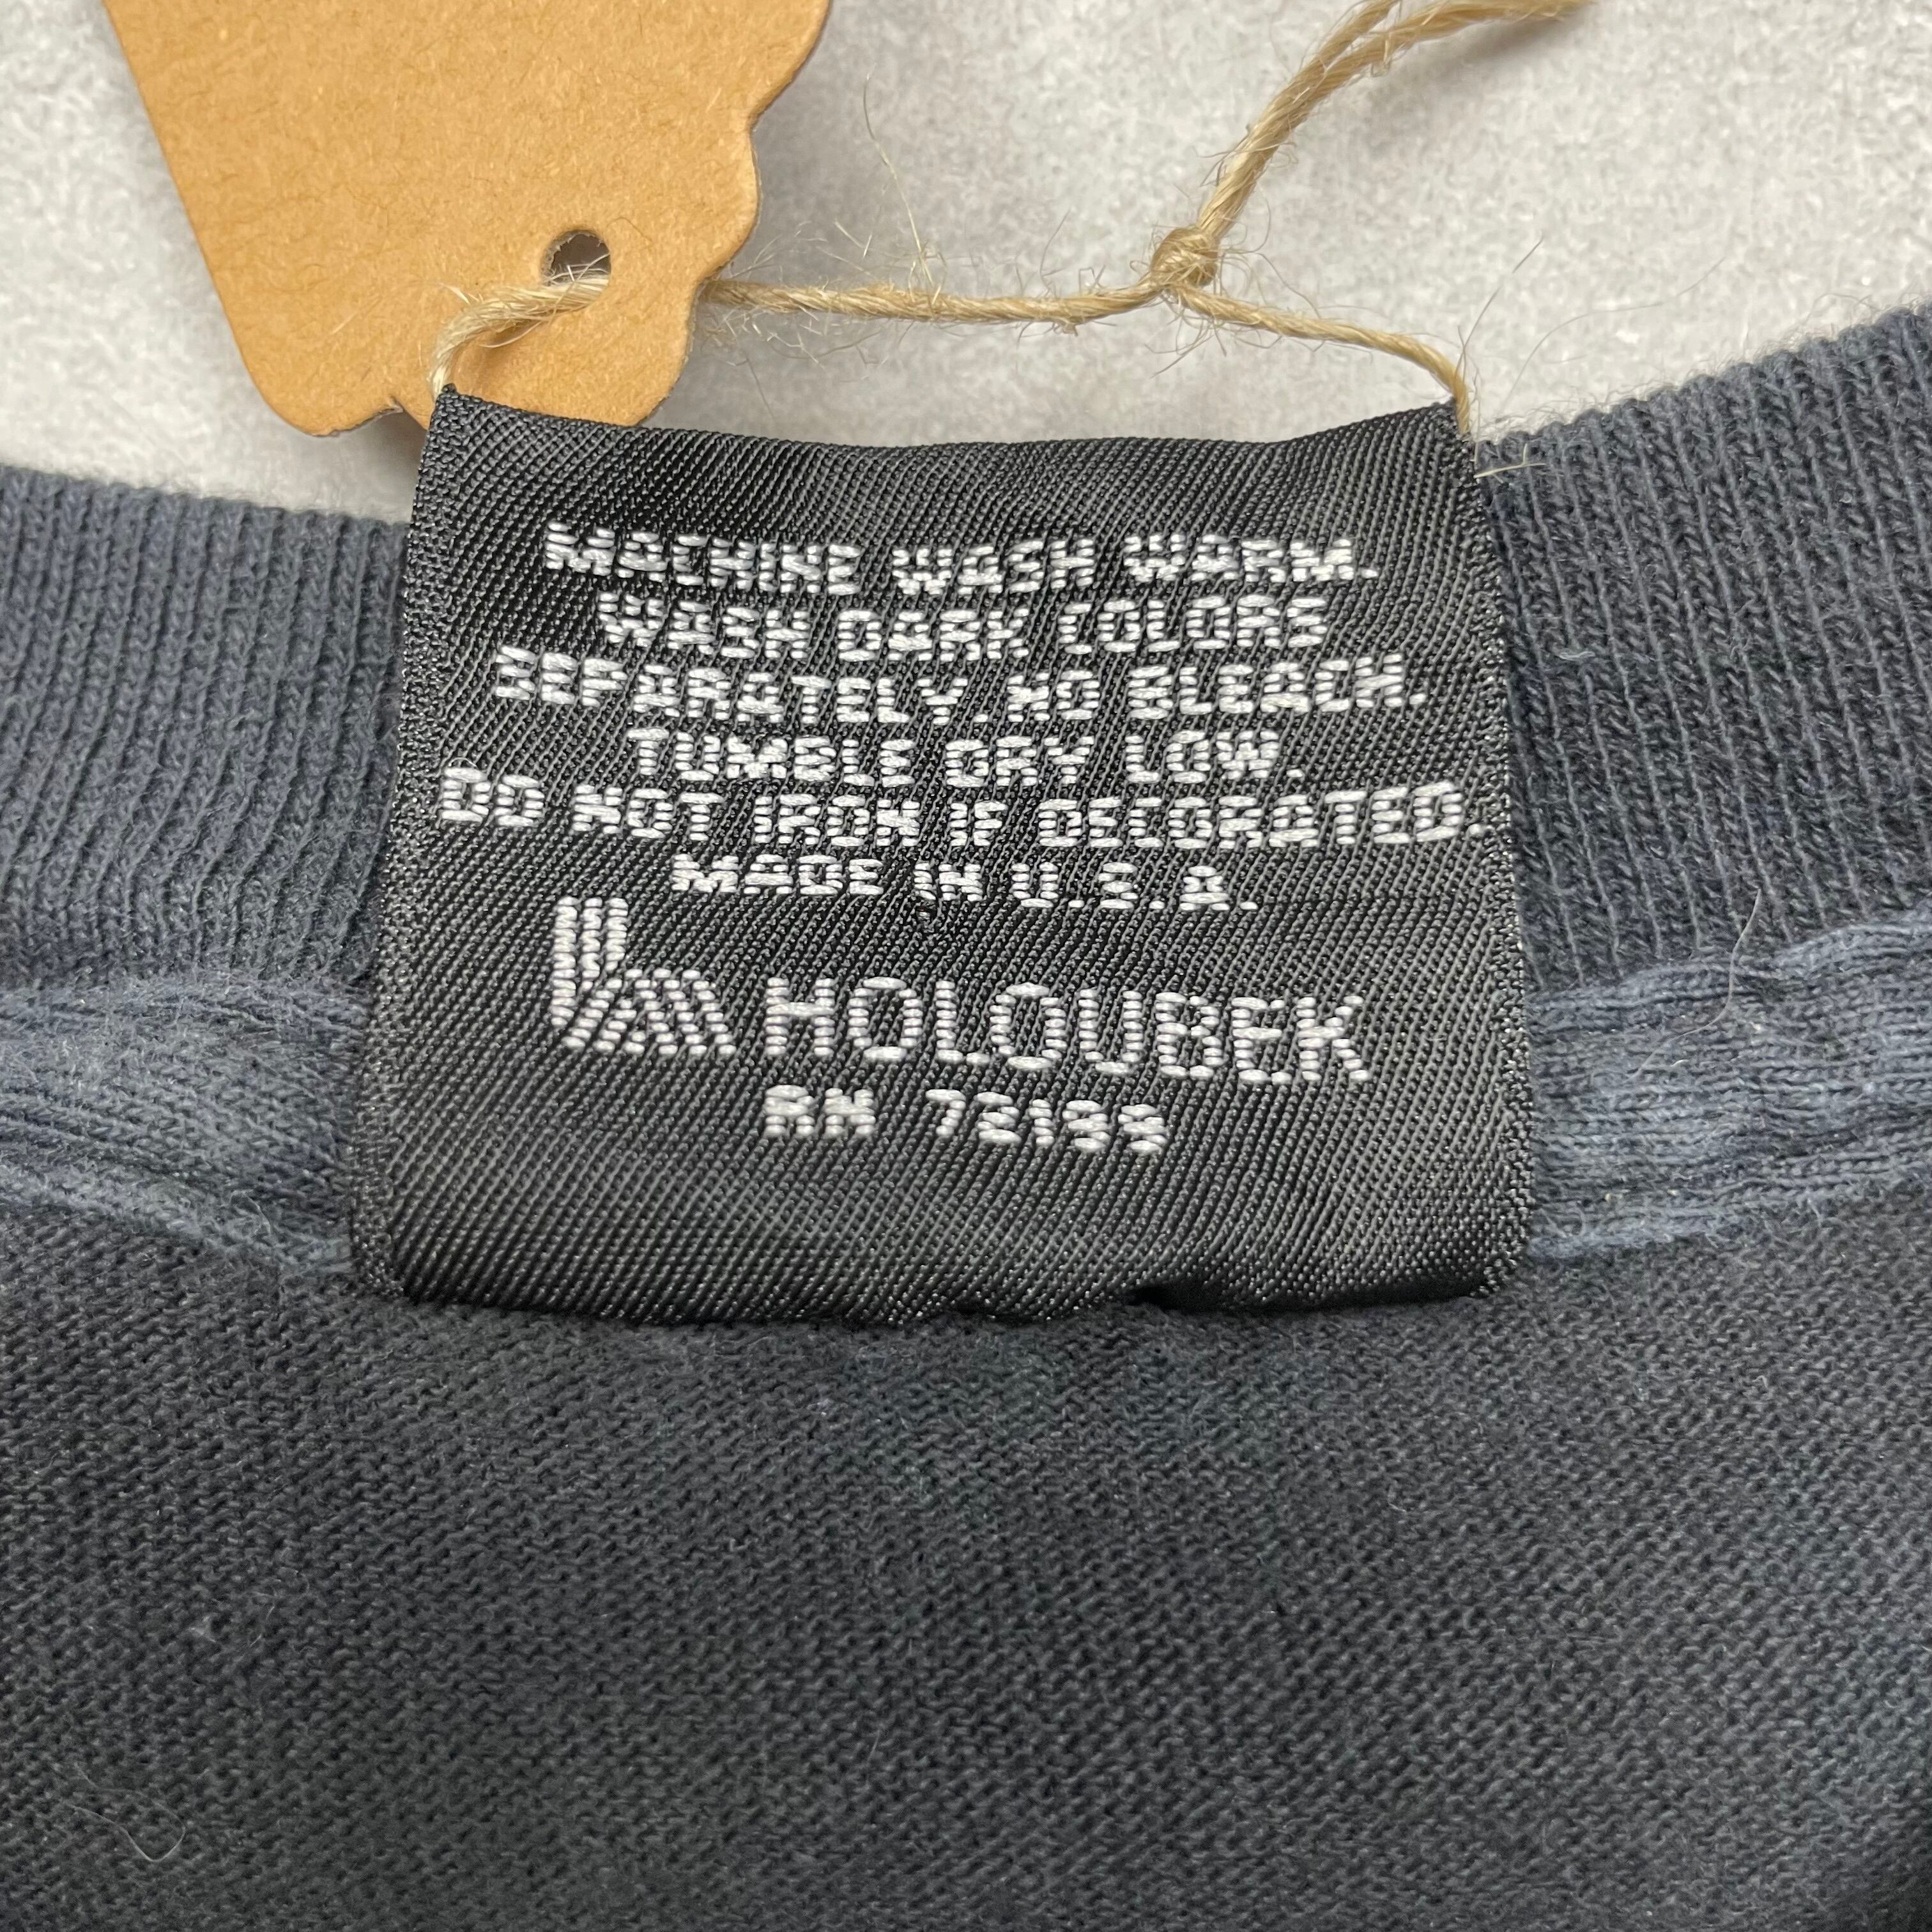 MACHINE WASH WARM.
WASH DARK COLORS
SEPARATELY. NO BLEACH.
TUMBLE DRY LOW.
DO NOT IRON IF DECORATED.
MADE IN U.S.A.
HOLOUBEK
RN 72199